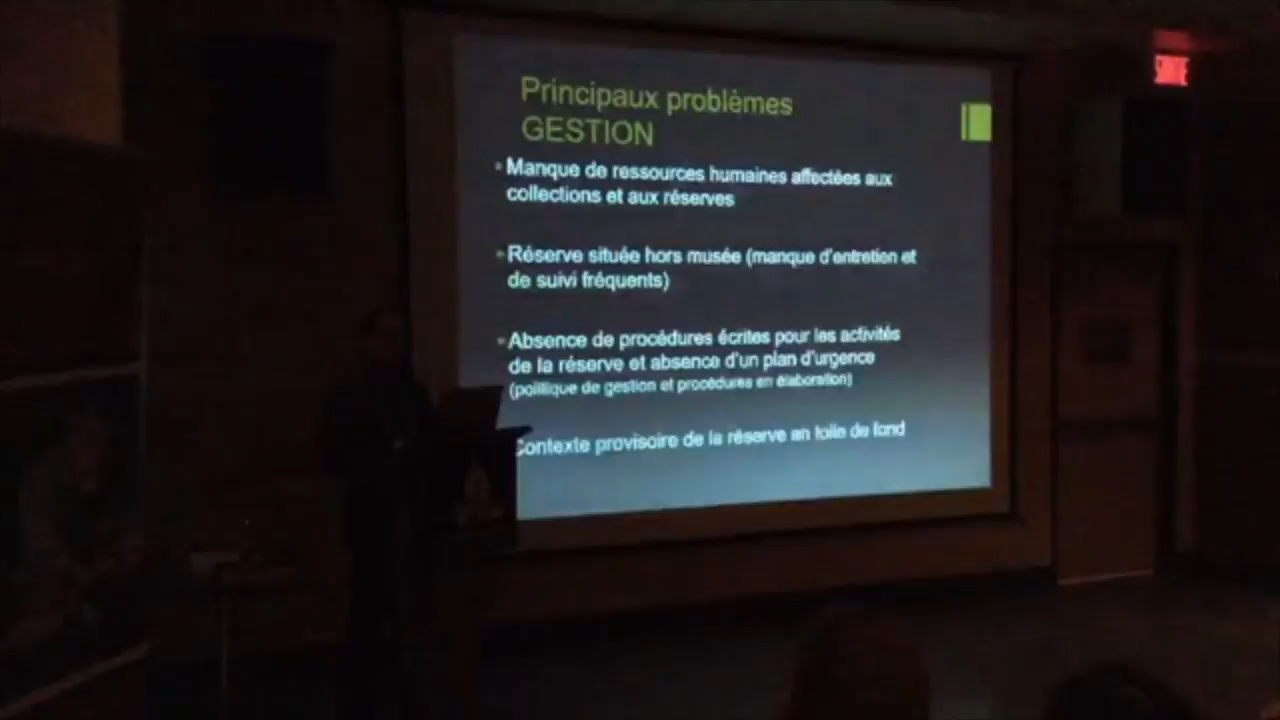 Principaux problèmes
GESTION
Manque de ressources humaines affectées aux
collections et aux réserves
Réserve située hors musée (manque d'entretien et
de suivi fréquents)
Absence de procédures écrites pour les activités
de la réserve et absence d'un plan d'urgence
(politique de gestion et procédures en élaboration)
Contexte provisoire de la réserve en toile de fond